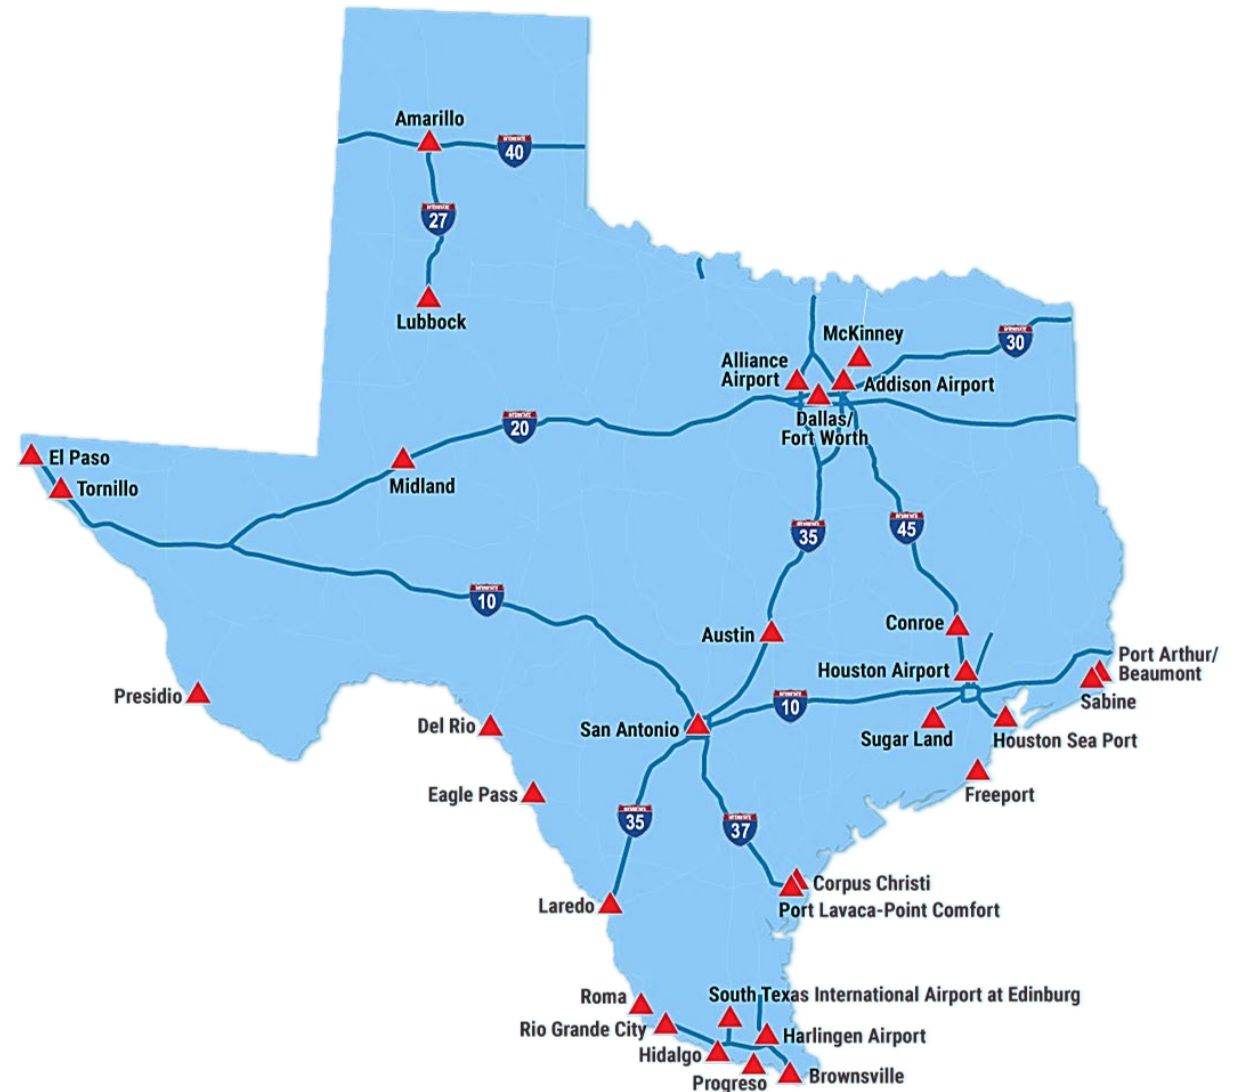 Amarillo
40
27
Lubbock
McKinney
30
Alliance
Airport
Addison Airport
Dallas/
Fort Worth
20
El Paso
Tornillo
Midland
35
45
10
Austin
Conroe
Houston Airport
Port Arthur/
Beaumont
Sabine
Presidio
Del Rio
San Antonio
10
Sugar Land
Houston Sea Port
Eagle Pass
Freeport
35
37
Laredo
Corpus Christi
Port Lavaca-Point Comfort
Roma
South Texas International Airport at Edinburg
Rio Grande City
Harlingen Airport
Hidalgo
Progreso
Brownsville